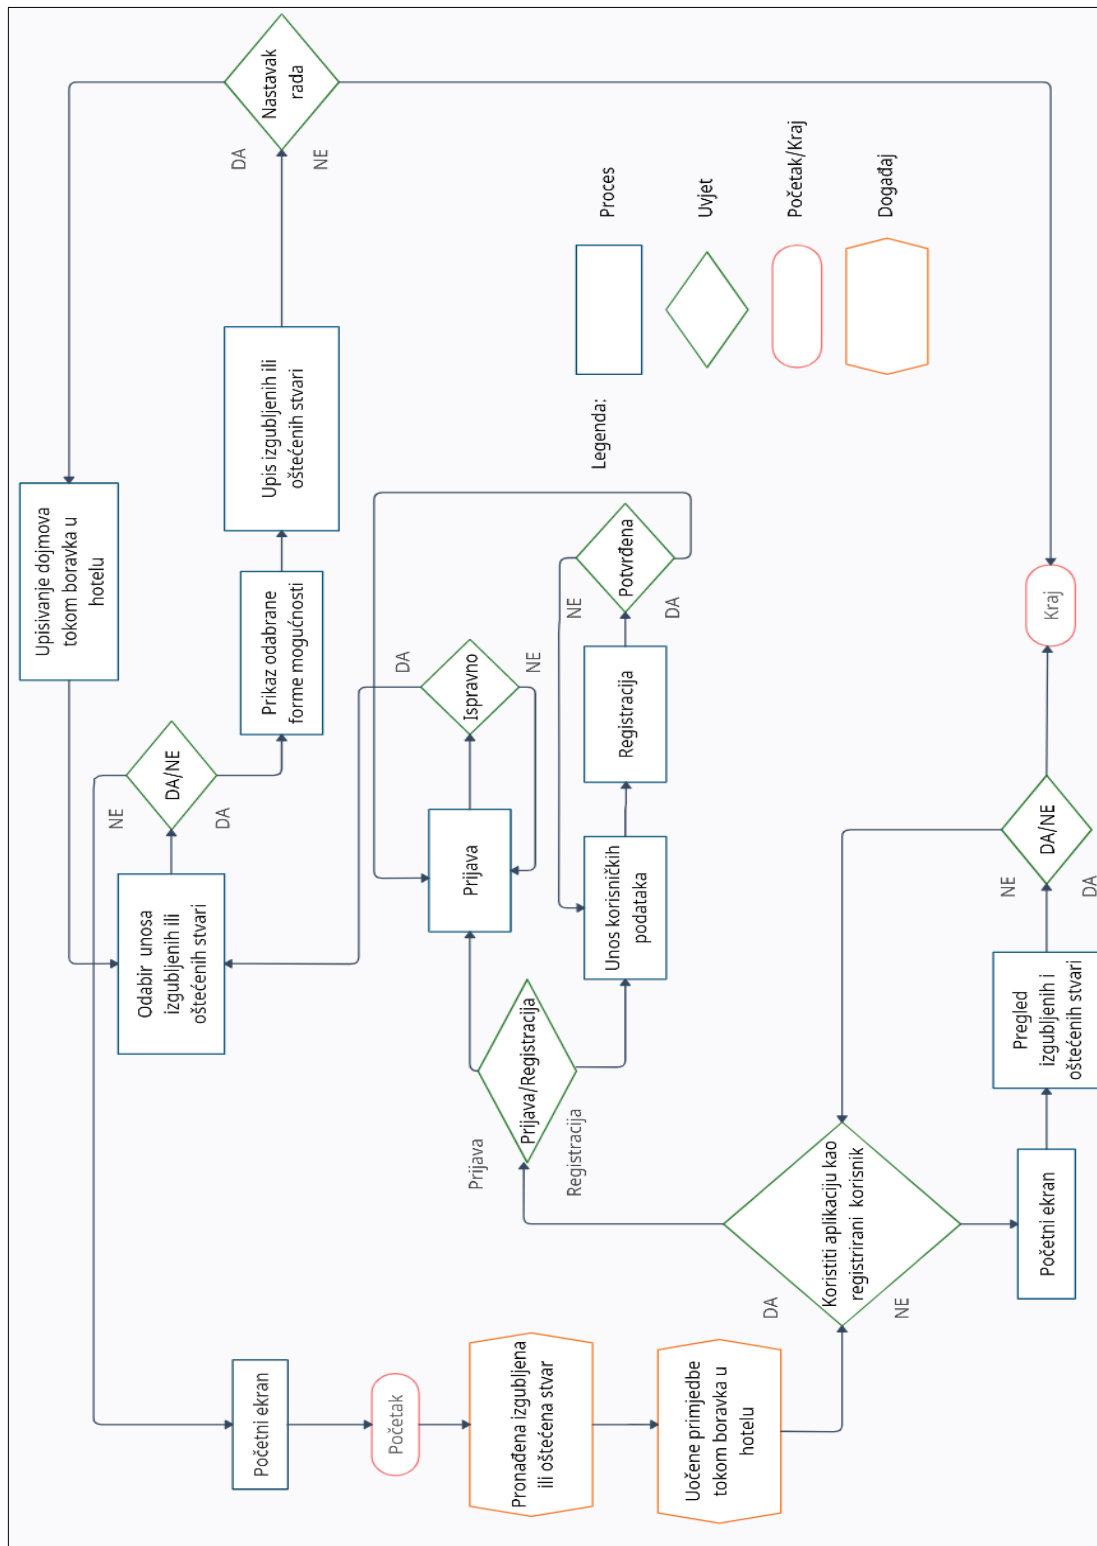 Početni ekran
Početak
Pronađena izgubljena
ili oštećena stvar
Uočene primjedbe
tokom boravka u
hotelu
DA
NE
Koristiti aplikaciju kao
registrirani korisnik
Početni ekran
Pregled
izgubljenih i
oštećenih stvari
NE
DA
DA/NE
Kraj
Prijava
Registracija
Prijava/Registracija
Prijava
Ispravno
DA
NE
Unos korisničkih
podataka
Registracija
Potvrđena
NE
DA
Odabir unosa
izgubljenih ili
oštećenih stvari
DA/NE
NE
DA
Prikaz odabrane
forme mogućnosti
Upis izgubljenih ili
oštećenih stvari
Nastavak
rada
DA
NE
Upisivanje dojmova
tokom boravka u
hotelu
Legenda:
Proces
Uvjet
Početak/Kraj
Događaj